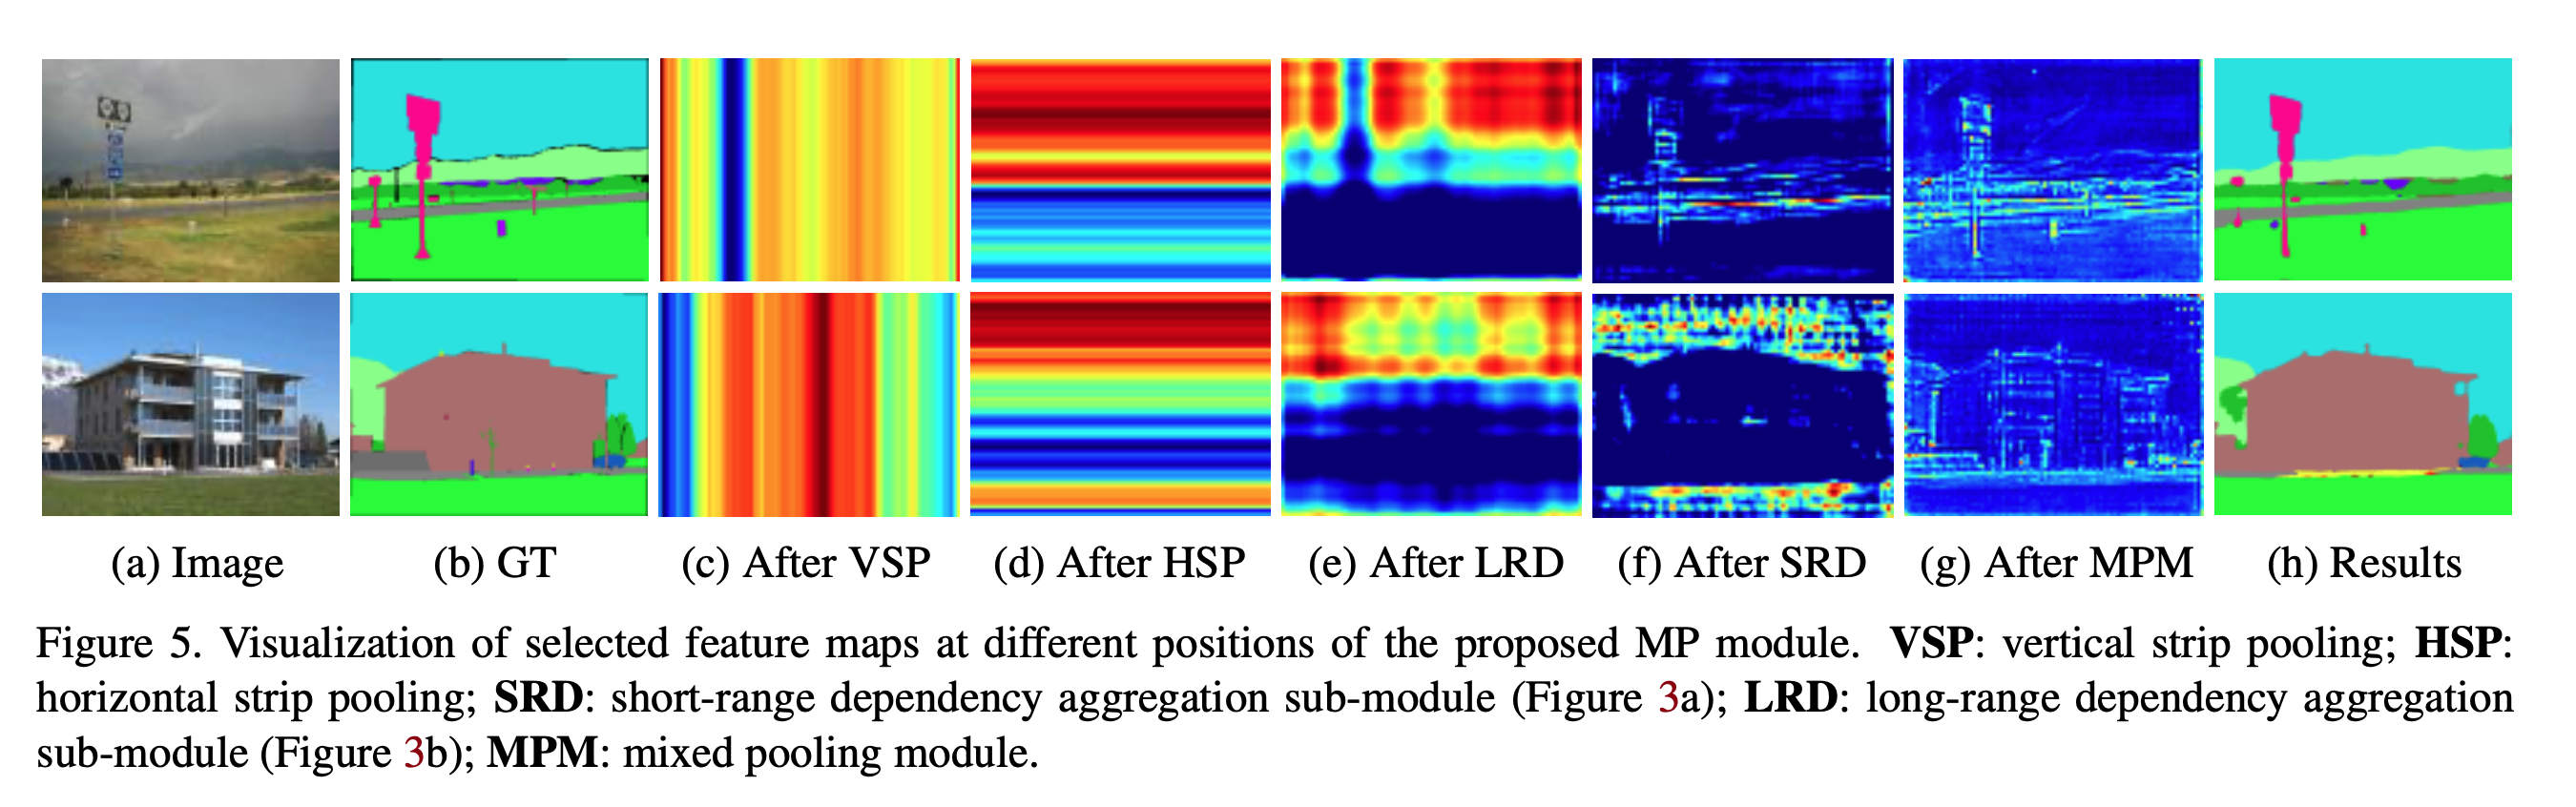 (a) Image (b) GT (c) After VSP (d) After HSP (e) After LRD (f) After SRD (g) After MPM (h) Results
Figure 5. Visualization of selected feature maps at different positions of the proposed MP module. VSP: vertical strip pooling; HSP:
horizontal strip pooling; SRD: short-range dependency aggregation sub-module (Figure 3a); LRD: long-range dependency aggregation
sub-module (Figure 3b); MPM: mixed pooling module.